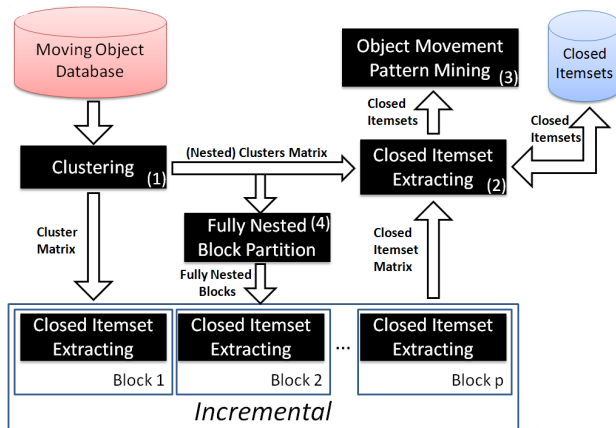 Moving Object
Database
Object Movement
Pattern Mining (3)
Closed
Itemsets
Closed
Itemsets
Closed
Itemsets
(Nested) Clusters Matrix
Clustering (1)
Closed Itemset
Extracting (2)
Cluster
Matrix
Fully Nested (4)
Block Partition
Closed
Itemset
Matrix
Fully Nested
Blocks
Closed Itemset
Extracting
Block 1
Closed Itemset
Extracting
Block 2
...
Closed Itemset
Extracting
Block p
Incremental